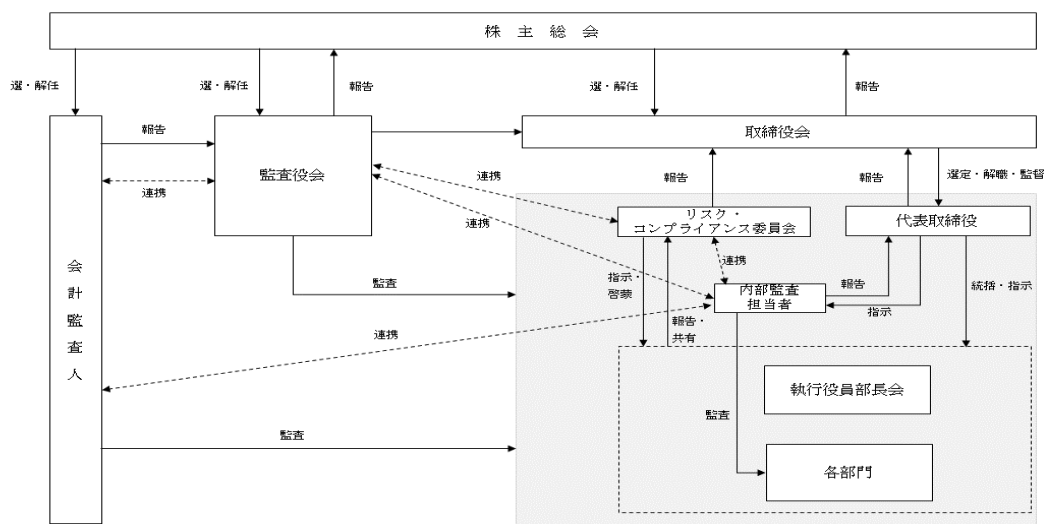 株主総会
選・解任
選・解任
報告
選・解任
報告
報告
監査役会
取締役会
連携
連携
報告
報告
選定・解職・監督
連携
リスク・
コンプライアンス委員会
代表取締役
会計監査人
監査
指示・
啓蒙
連携
内部監査
担当者
報告
指示
統括・指示
連携
報告・
共有
執行役員部長会
監査
監査
各部門